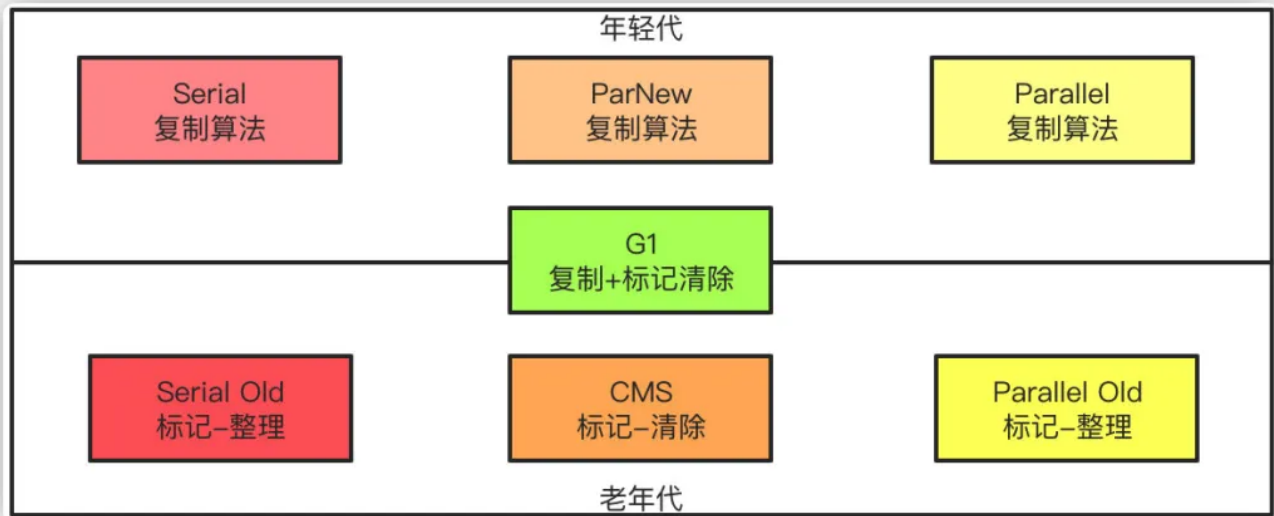 年轻代
Serial
复制算法
ParNew
复制算法
Parallel
复制算法
G1
复制+标记清除
Serial Old
标记-整理
CMS
标记-清除
Parallel Old
标记-整理
老年代